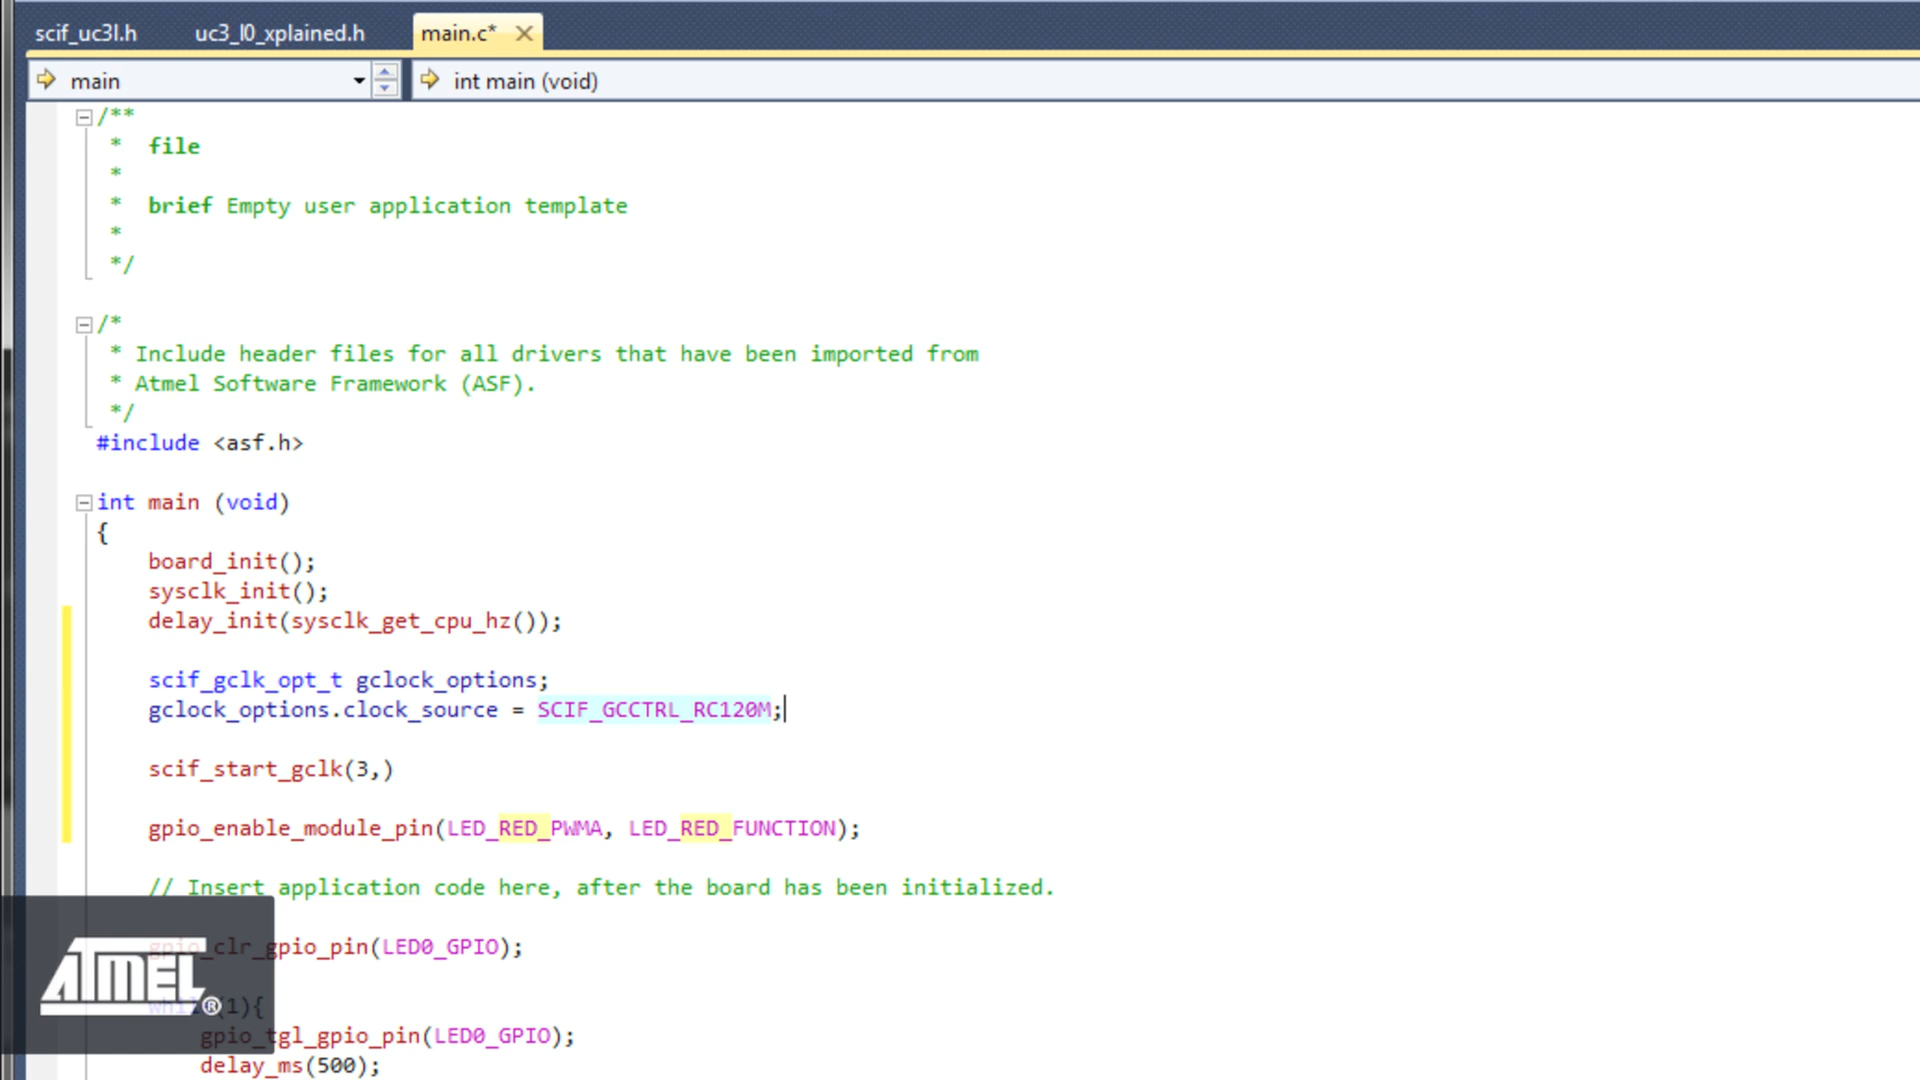 scif_uc3l.h uc3_l0_xplained.h main.c*
main int main (void)
/**
* file
*
* brief Empty user application template
*
*/
/*
* Include header files for all drivers that have been imported from
* Atmel Software Framework (ASF).
*/
#include <asf.h>
int main (void)
{
board_init();
sysclk_init();
delay_init(sysclk_get_cpu_hz());
scif_gclk_opt_t gclock_options;
gclock_options.clock_source = SCIF_GCCTRL_RC120M;
scif_start_gclk(3,)
gpio_enable_module_pin(LED_RED_PWMA, LED_RED_FUNCTION);
// Insert application code here, after the board has been initialized.
gpio_clr_gpio_pin(LED0_GPIO);
while(1){
gpio_tgl_gpio_pin(LED0_GPIO);
delay_ms(500);
ATMEL®